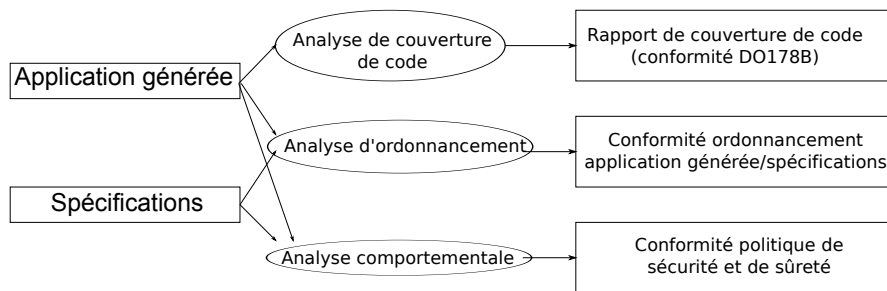 Application générée
Spécifications
Analyse de couverture
de code
Analyse d'ordonnancement
Analyse comportementale
Rapport de couverture de code
(conformité DO178B)
Conformité ordonnancement
application générée/spécifications
Conformité politique de
sécurité et de sûreté